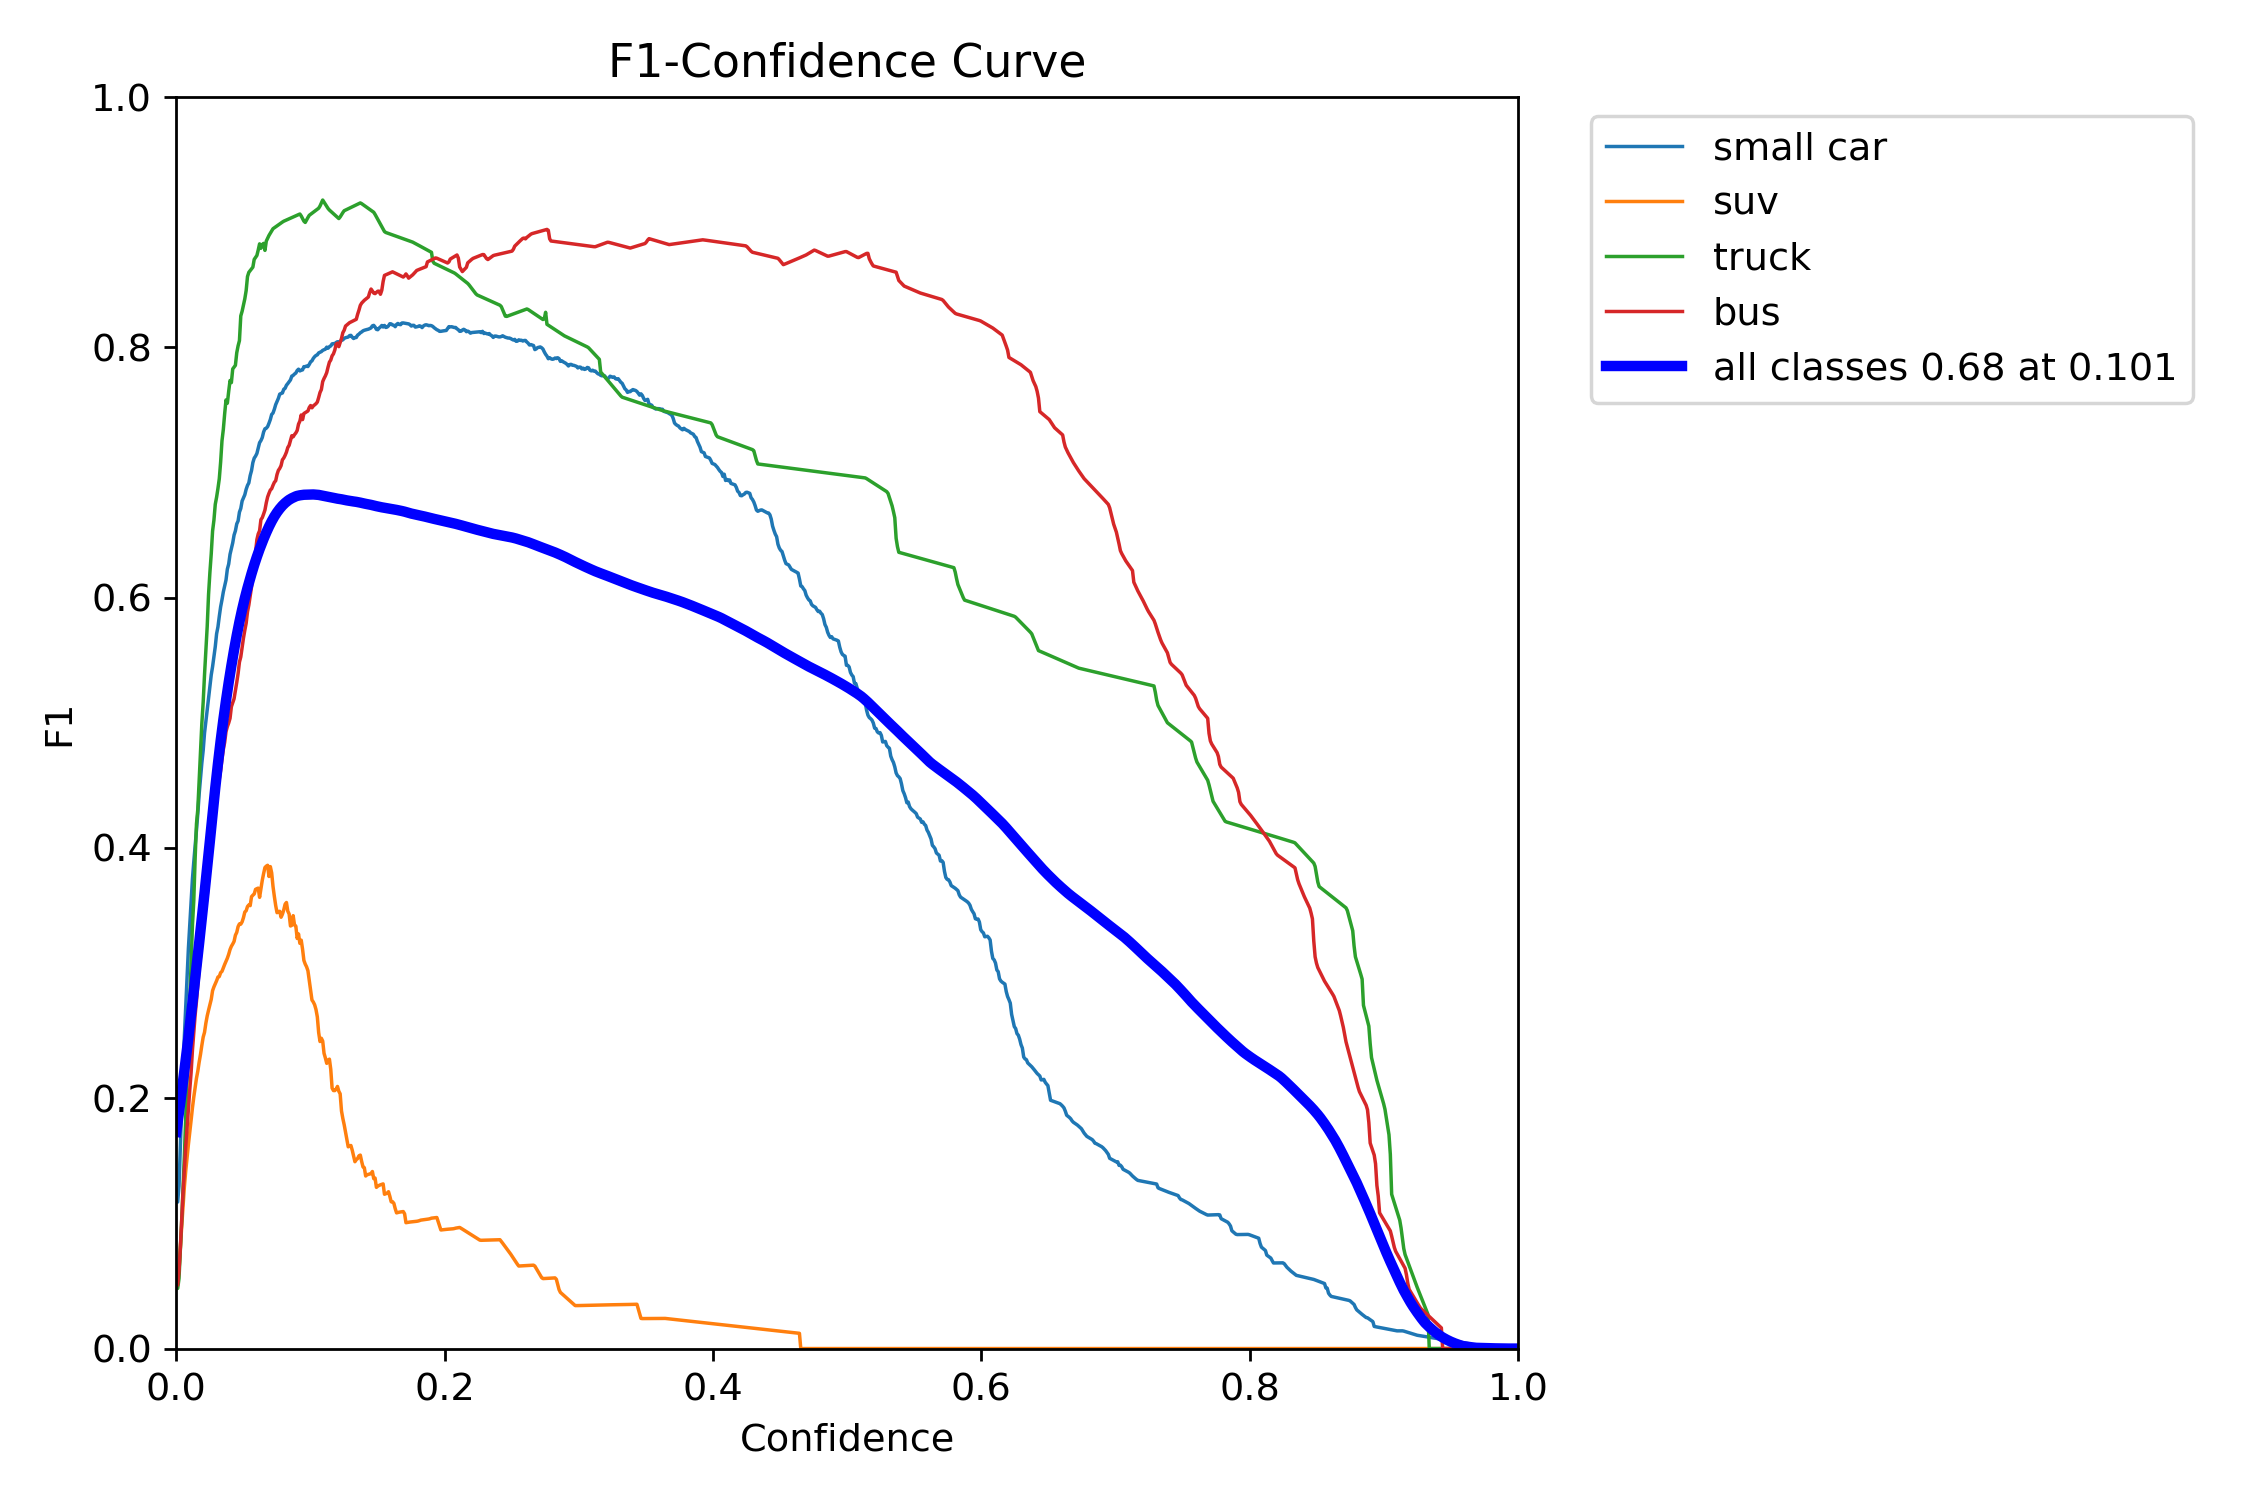 F1-Confidence Curve
1.0
0.8
0.6
0.4
0.2
0.0
F1
0.0 0.2 0.4 0.6 0.8 1.0
Confidence
small car
suv
truck
bus
all classes 0.68 at 0.101